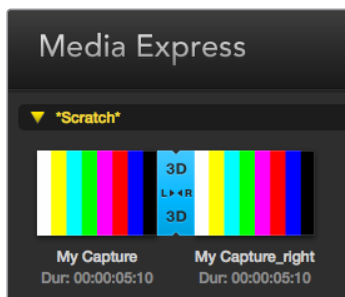 Media Express
*Scratch*
3D
L R
3D
My Capture My Capture_right
Dur: 00:00:05:10 Dur: 00:00:05:10